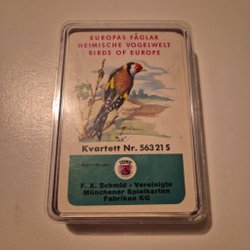 EUROPAS FÅGLAR
HEIMISCHE VOGELWELT
BIRDS OF EUROPE
Kvartett Nr. 56321 S
F. X. Schmid - Vereinigte
Münchener Spielkarten
Fabriken KG